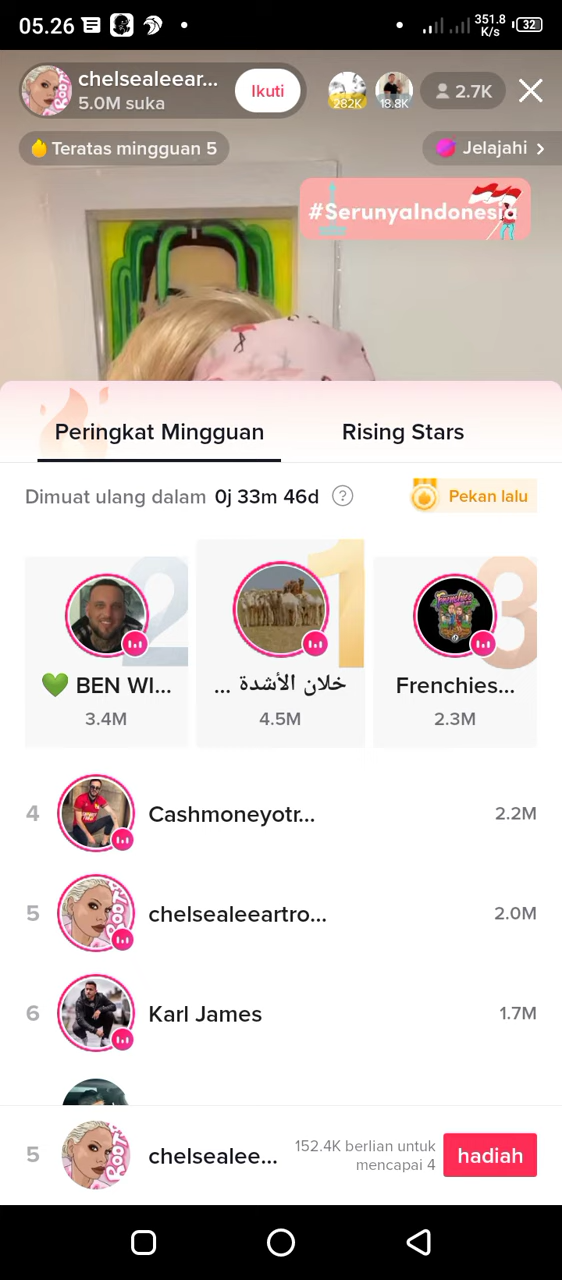 05.26
351.8
K/s
32
chelsealeear...
5.0M suka
Ikuti
282K
18.8K
2.7K
Teratas mingguan 5
Jelajahi
#SerunyaIndonesia
Peringkat Mingguan
Rising Stars
Dimuat ulang dalam 0j 33m 46d ?
Pekan lalu
2
1
3
💚 BEN WI...
خلان الأشدة ...
Frenchies...
3.4M
4.5M
2.3M
4 Cashmoneyotr... 2.2M
5 chelsealeeartro... 2.0M
6 Karl James 1.7M
5 chelsealee...
152.4K berlian untuk
mencapai 4
hadiah